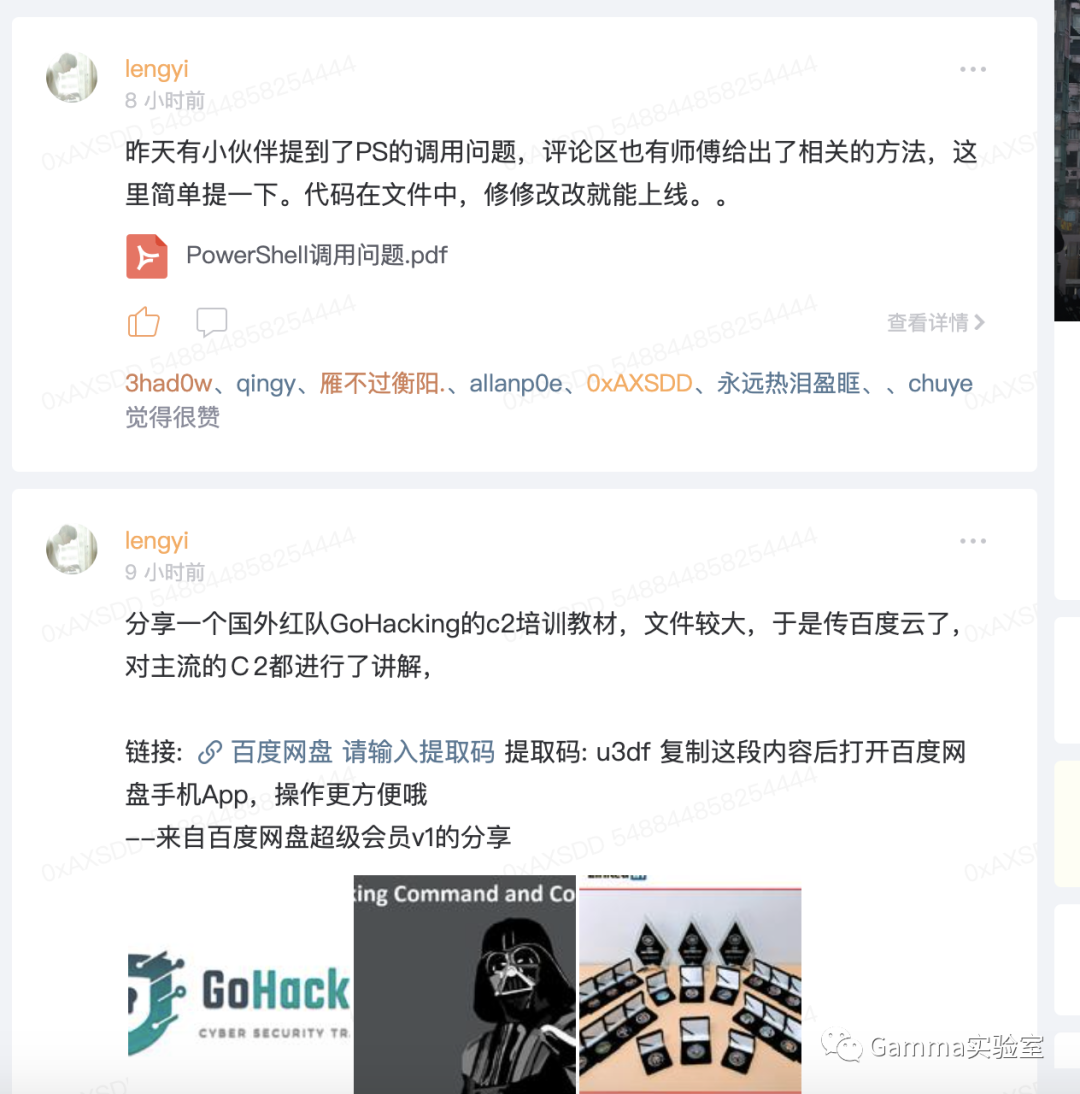 lengyi
8 小时前
昨天有小伙伴提到了PS的调用问题，评论区也有师傅给出了相关的方法，这
里简单提一下。代码在文件中，修修改改就能上线。。
PowerShell调用问题.pdf
查看详情
3had0w、qingy、雁不过衡阳.、allanp0e、0xAXSDD、永远热泪盈眶、、chuye
觉得很赞
lengyi
9 小时前
分享一个国外红队GoHacking的c2培训教材，文件较大，于是传百度云了，
对主流的Ｃ2都进行了讲解，
链接: 百度网盘 请输入提取码 提取码: u3df 复制这段内容后打开百度网
盘手机App，操作更方便哦
--来自百度网盘超级会员v1的分享
king Command and Co
GoHack
CYBER SECURITY TR
Gamma实验室
0xAXSDD 548844858254444